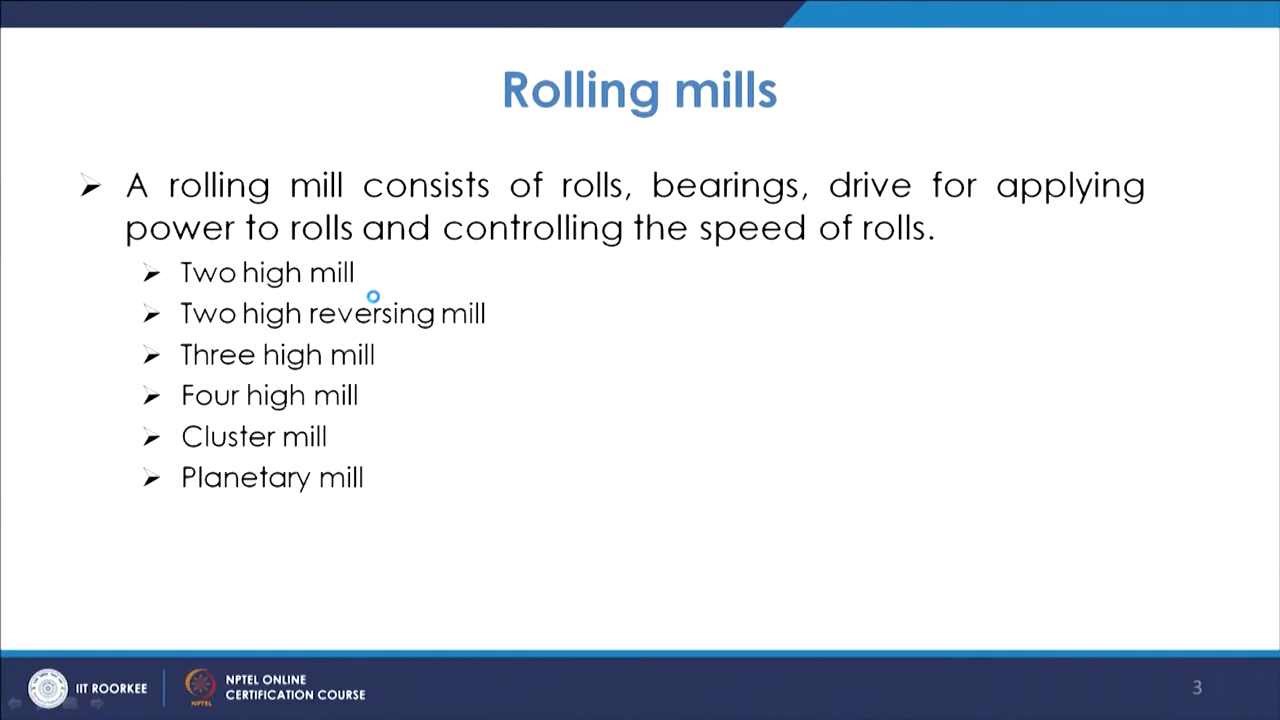 Rolling mills
A rolling mill consists of rolls, bearings, drive for applying
power to rolls and controlling the speed of rolls.
Two high mill
Two high reversing mill
Three high mill
Four high mill
Cluster mill
Planetary mill
IIT ROORKEE
NPTEL
NPTEL ONLINE
CERTIFICATION COURSE
3